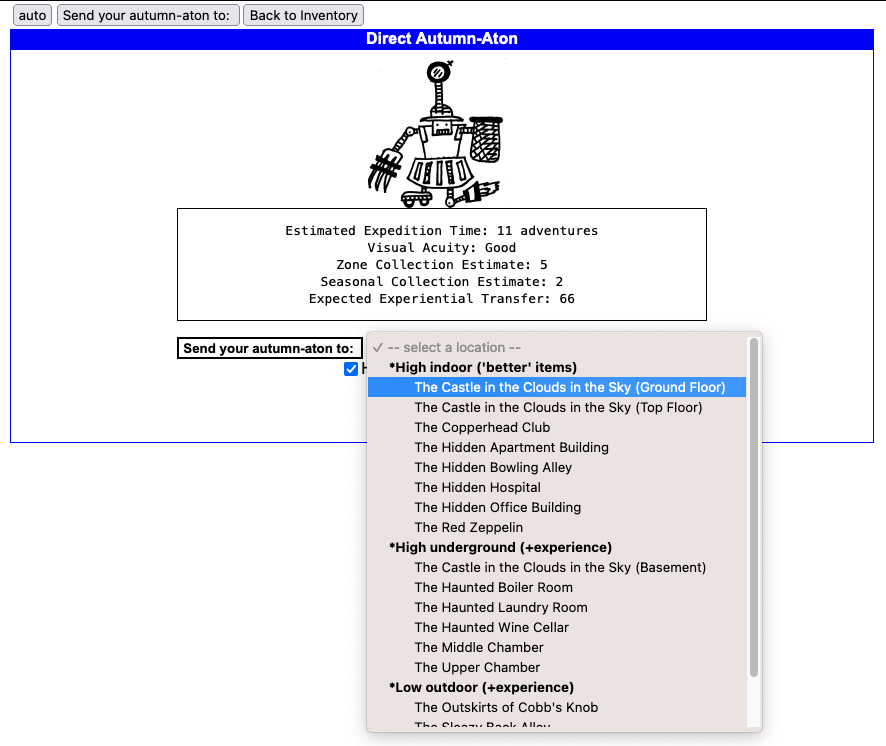 auto Send your autumn-aton to: Back to Inventory
Direct Autumn-Aton
Estimated Expedition Time: 11 adventures
Visual Acuity: Good
Zone Collection Estimate: 5
Seasonal Collection Estimate: 2
Expected Experiential Transfer: 66
Send your autumn-aton to: ✓ -- select a location --
*High indoor ('better' items)
The Castle in the Clouds in the Sky (Ground Floor)
The Castle in the Clouds in the Sky (Top Floor)
The Copperhead Club
The Hidden Apartment Building
The Hidden Bowling Alley
The Hidden Hospital
The Hidden Office Building
The Red Zeppelin
*High underground (+experience)
The Castle in the Clouds in the Sky (Basement)
The Haunted Boiler Room
The Haunted Laundry Room
The Haunted Wine Cellar
The Middle Chamber
The Upper Chamber
*Low outdoor (+experience)
The Outskirts of Cobb's Knob
The Sleazy Back Alley